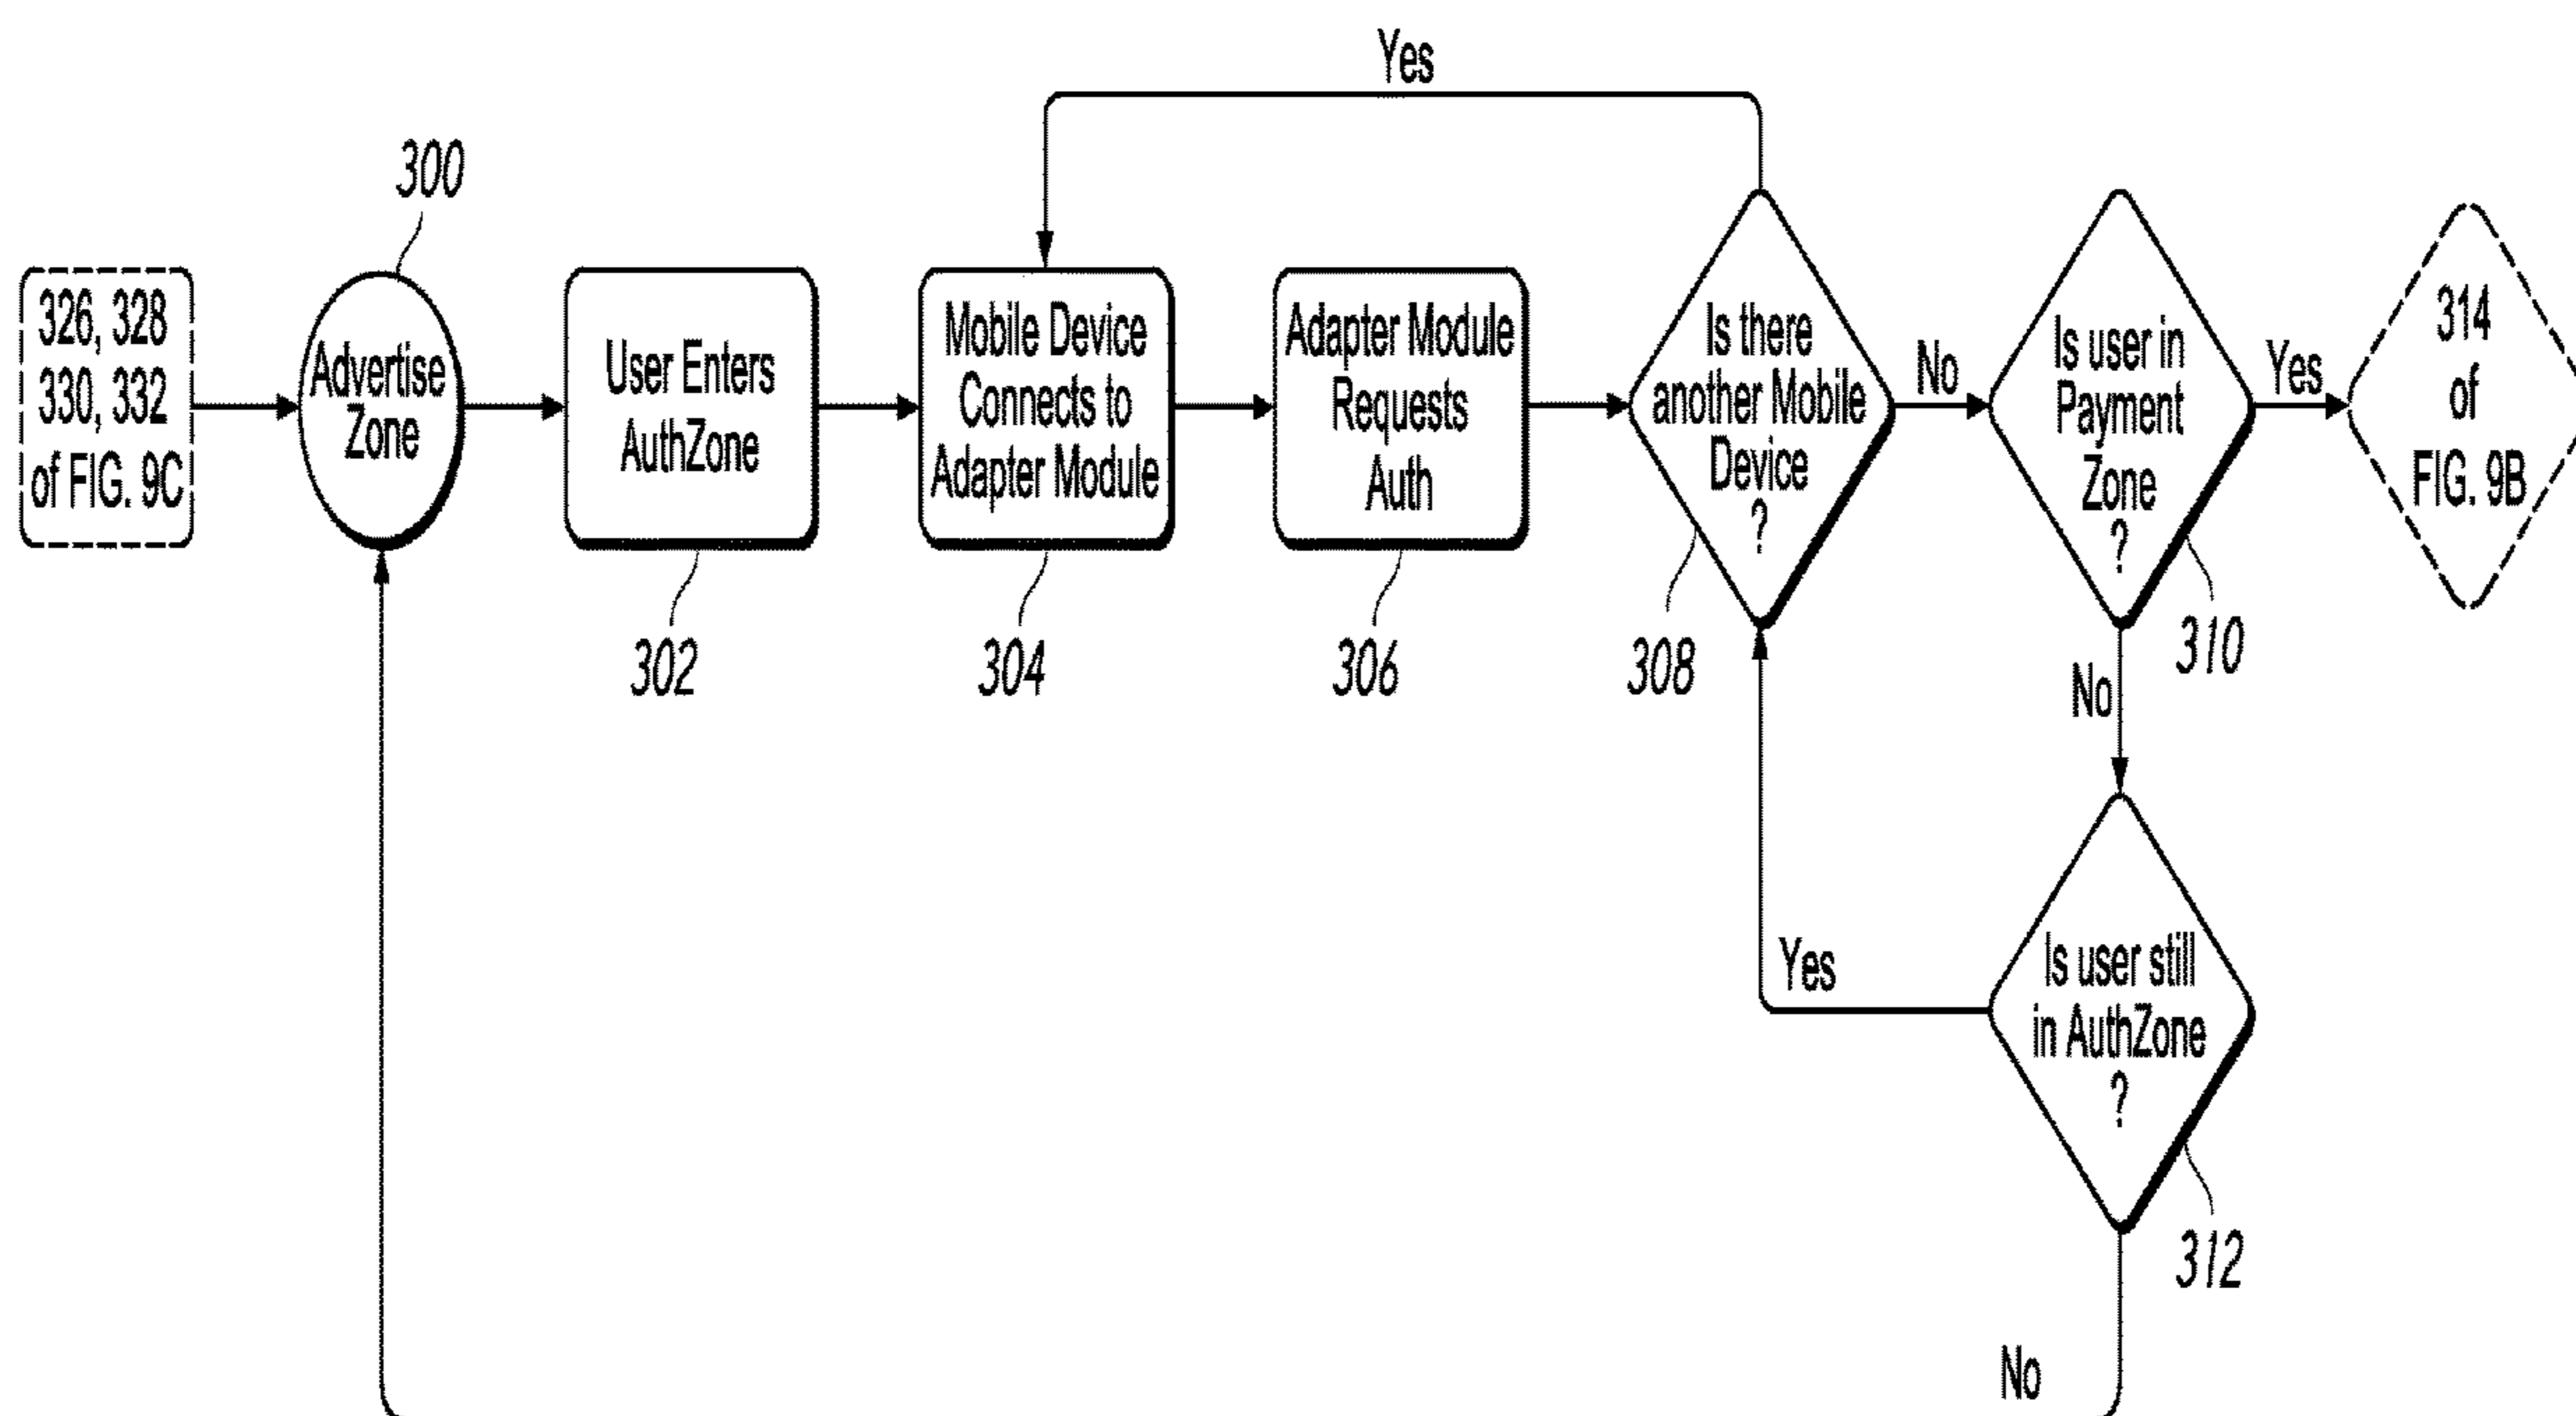 Yes
300
326, 328
330, 332
of FIG. 9C
Advertise
Zone
User Enters
AuthZone
302
Mobile Device
Connects to
Adapter Module
304
Adapter Module
Requests
Auth
306
Is there
another Mobile
Device
?
308
No
Is user in
Payment
Zone
?
310
Yes
314
of
FIG. 9B
No
Is user still
in AuthZone
?
312
Yes
No